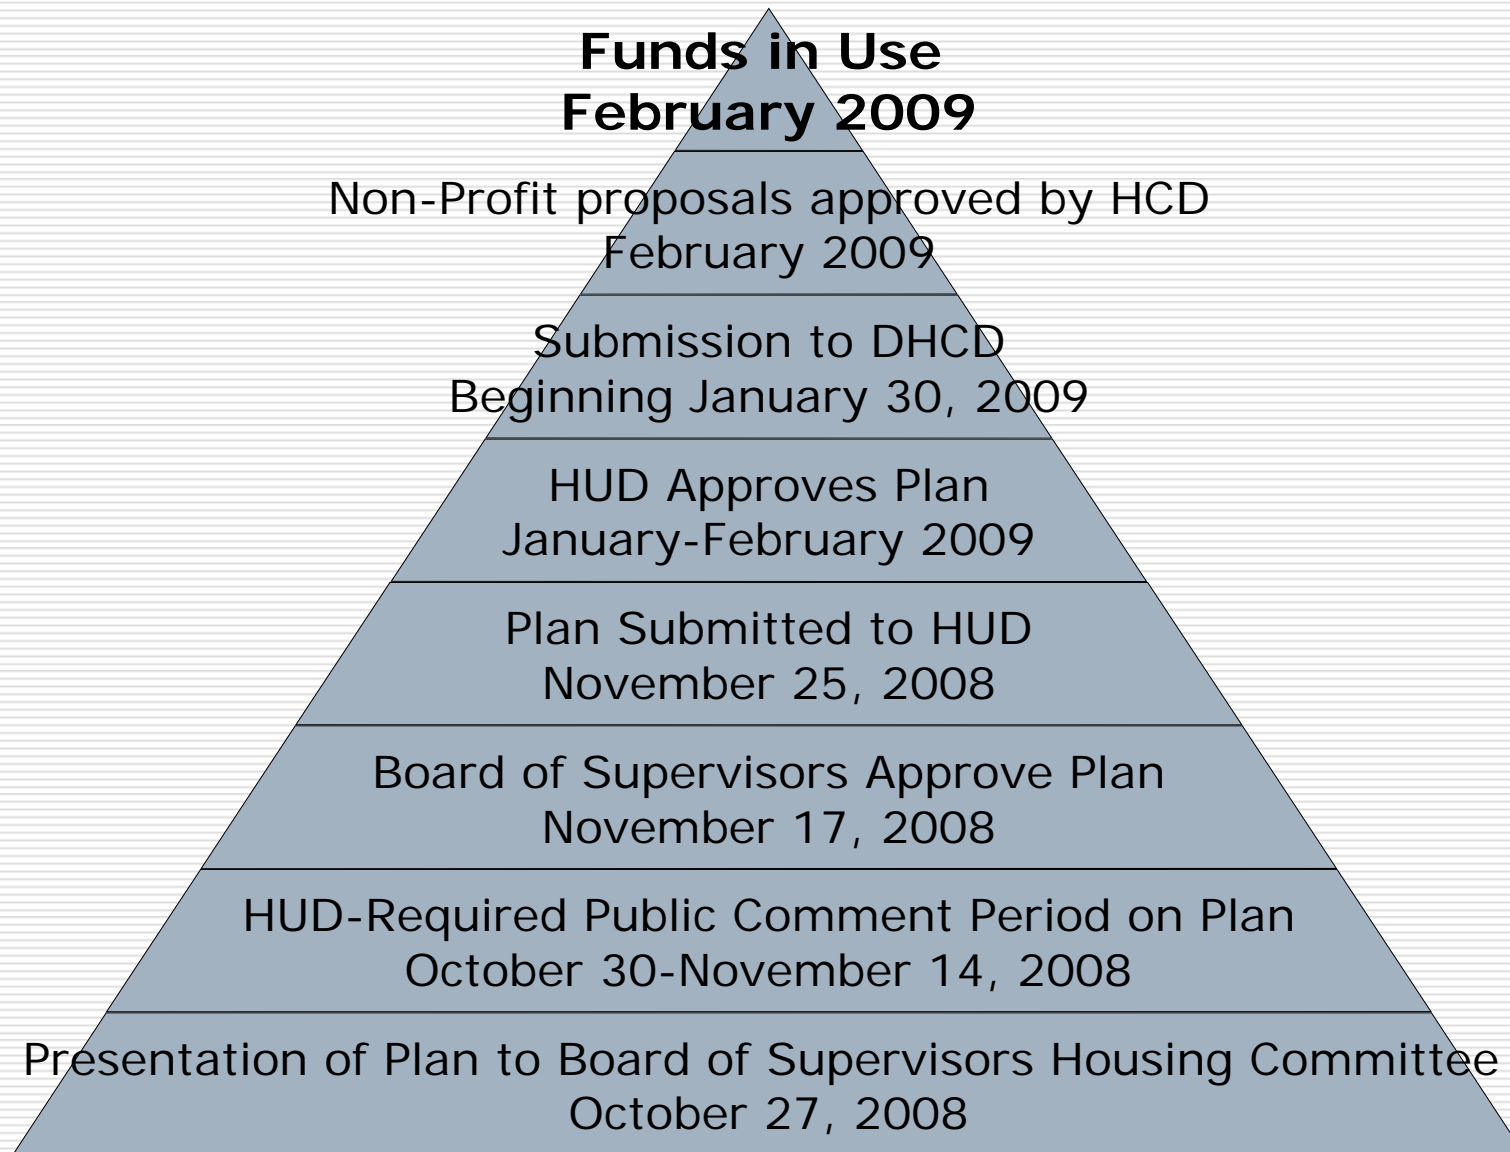 Funds in Use
February 2009
Non-Profit proposals approved by HCD
February 2009
Submission to DHCD
Beginning January 30, 2009
HUD Approves Plan
January-February 2009
Plan Submitted to HUD
November 25, 2008
Board of Supervisors Approve Plan
November 17, 2008
HUD-Required Public Comment Period on Plan
October 30-November 14, 2008
Presentation of Plan to Board of Supervisors Housing Committee
October 27, 2008